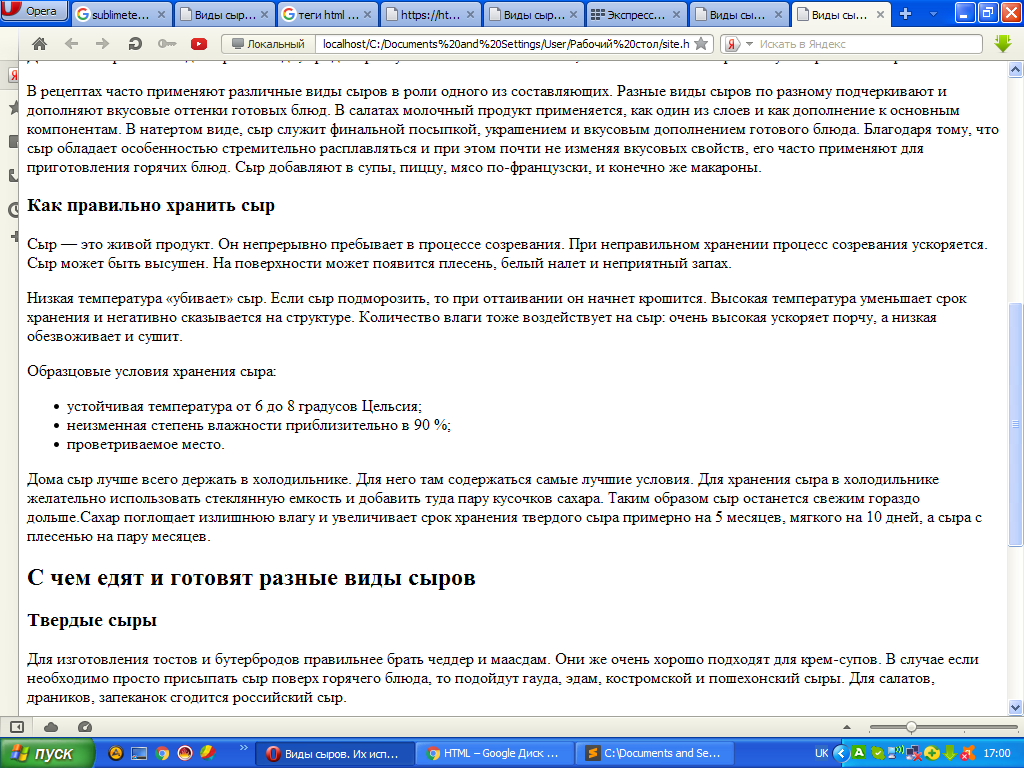 Opera
sublimete...
Виды сыр...
теги html ...
https://ht...
Виды сыр...
Экспресс...
Виды сы...
Виды сы...
Локальный
localhost/C:/Documents%20and%20Settings/User/Рабочий%20стол/site.h
Искать в Яндекс
В рецептах часто применяют различные виды сыров в роли одного из составляющих. Разные виды сыров по разному подчеркивают и
дополняют вкусовые оттенки готовых блюд. В салатах молочный продукт применяется, как один из слоев и как дополнение к основным
компонентам. В натертом виде, сыр служит финальной посыпкой, украшением и вкусовым дополнением готового блюда. Благодаря тому, что
сыр обладает особенностью стремительно расплавляться и при этом почти не изменяя вкусовых свойств, его часто применяют для
приготовления горячих блюд. Сыр добавляют в супы, пиццу, мясо по-французски, и конечно же макароны.
Как правильно хранить сыр
Сыр — это живой продукт. Он непрерывно пребывает в процессе созревания. При неправильном хранении процесс созревания ускоряется.
Сыр может быть высушен. На поверхности может появится плесень, белый налет и неприятный запах.
Низкая температура «убивает» сыр. Если сыр подморозить, то при оттаивании он начнет крошится. Высокая температура уменьшает срок
хранения и негативно сказывается на структуре. Количество влаги тоже воздействует на сыр: очень высокая ускоряет порчу, а низкая
обезвоживает и сушит.
Образцовые условия хранения сыра:
• устойчивая температура от 6 до 8 градусов Цельсия;
• неизменная степень влажности приблизительно в 90 %;
• проветриваемое место.
Дома сыр лучше всего держать в холодильнике. Для него там содержаться самые лучшие условия. Для хранения сыра в холодильнике
желательно использовать стеклянную емкость и добавить туда пару кусочков сахара. Таким образом сыр останется свежим гораздо
дольше.Сахар поглощает излишнюю влагу и увеличивает срок хранения твердого сыра примерно на 5 месяцев, мягкого на 10 дней, а сыра с
плесенью на пару месяцев.
С чем едят и готовят разные виды сыров
Твердые сыры
Для изготовления тостов и бутербродов правильнее брать чеддер и маасдам. Они же очень хорошо подходят для крем-супов. В случае если
необходимо просто присыпать сыр поверх горячего блюда, то подойдут гауда, эдам, костромской и пошехонский сыры. Для салатов,
драников, запеканок сгодится российский сыр.
пуск
Виды сыров. Их исп...
HTML – Google Диск ...
C:\Documents and Se...
UK
17:00